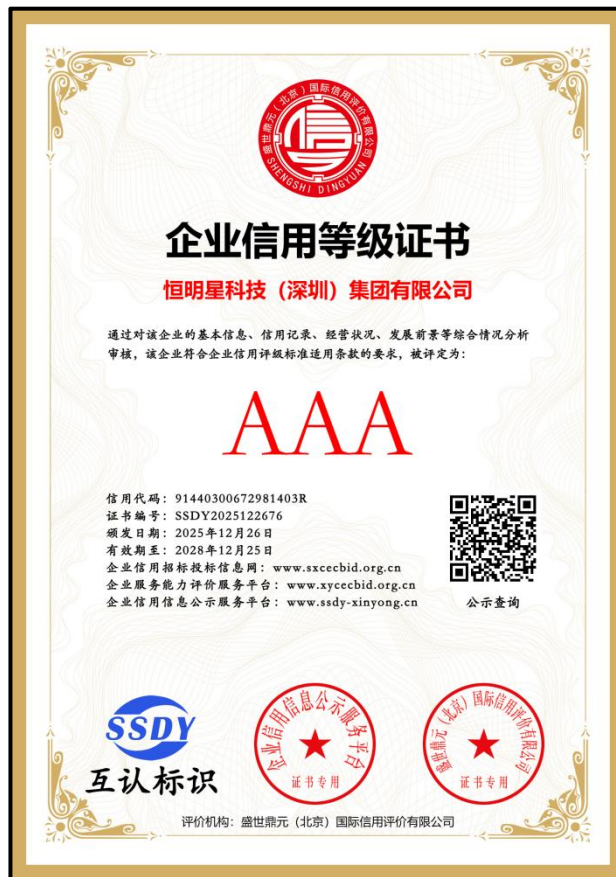 盛世鼎元（北京）国际信用评价有限公司
SHENGSHI DINGYUAN
企业信用等级证书
恒明星科技（深圳）集团有限公司
通过对该企业的基本信息、信用记录、经营状况、发展前景等综合情况分析
审核，该企业符合企业信用评级标准适用条款的要求，被评定为：
AAA
信用代码：91440300672981403R
证书编号：SSDY2025122676
颁发日期：2025年12月26日
有效期至：2028年12月25日
企业信用招标投标信息网：www.sxcecbid.org.cn
企业服务能力评价服务平台：www.xycecbid.org.cn
企业信用信息公示服务平台：www.ssdy-xinyong.cn
公示查询
SSDY
互认标识
企业信用信息公示服务平台
证书专用
盛世鼎元（北京）国际信用评价有限公司
证书专用
评价机构：盛世鼎元（北京）国际信用评价有限公司